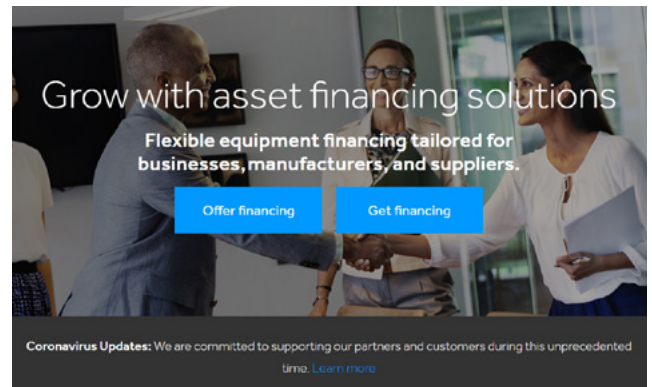 Grow with asset financing solutions
Flexible equipment financing tailored for
businesses, manufacturers, and suppliers.
Offer financing
Get financing
Coronavirus Updates: We are committed to supporting our partners and customers during this unprecedented
time. Learn more